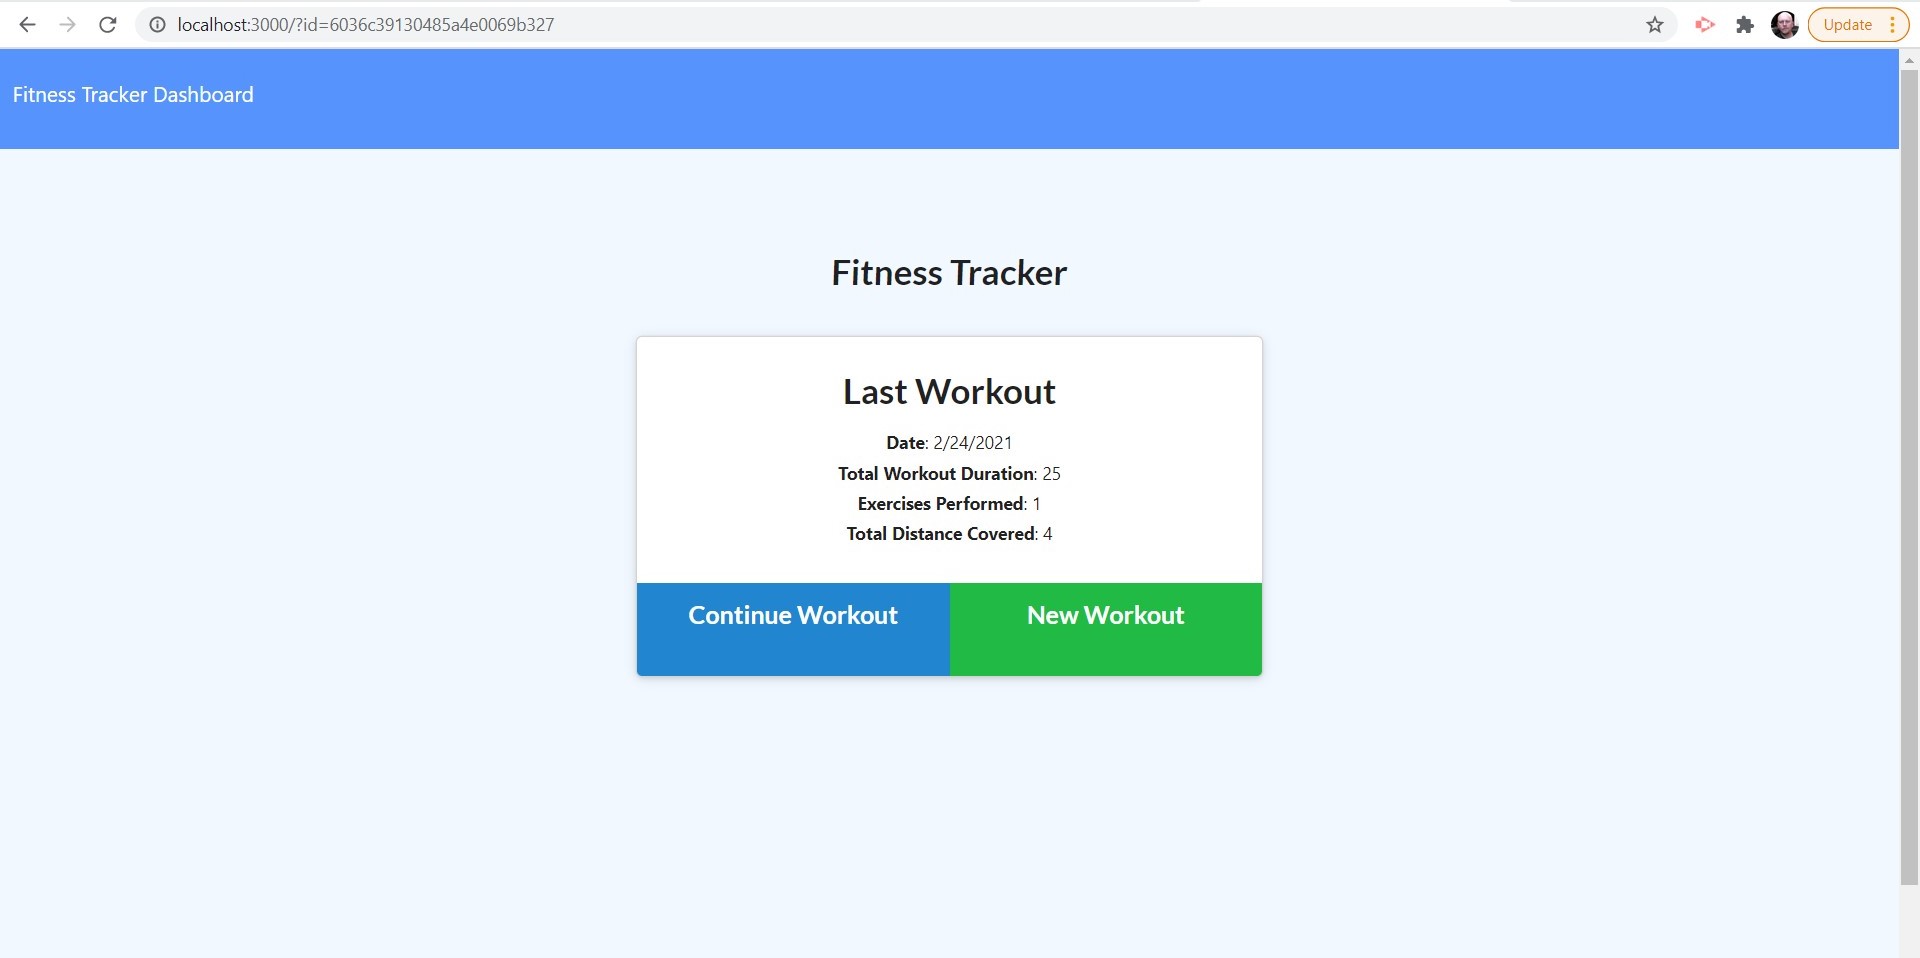 localhost:3000/?id=6036c39130485a4e0069b327
Update
Fitness Tracker Dashboard
Fitness Tracker
Last Workout
Date: 2/24/2021
Total Workout Duration: 25
Exercises Performed: 1
Total Distance Covered: 4
Continue Workout
New Workout